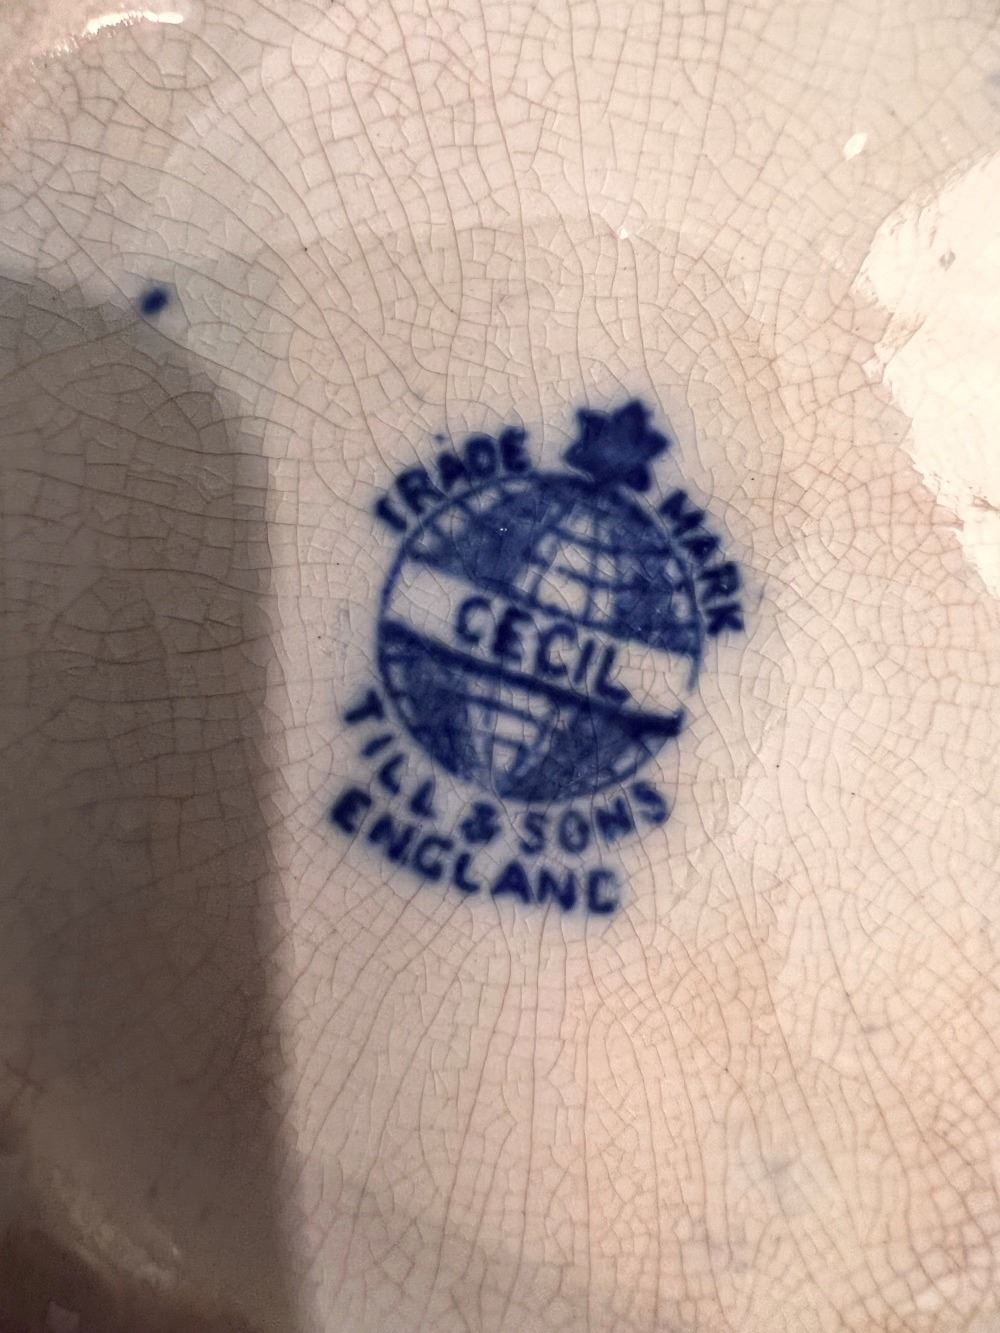 TRADE MARK
CECIL
TILL & SONS
ENGLAND